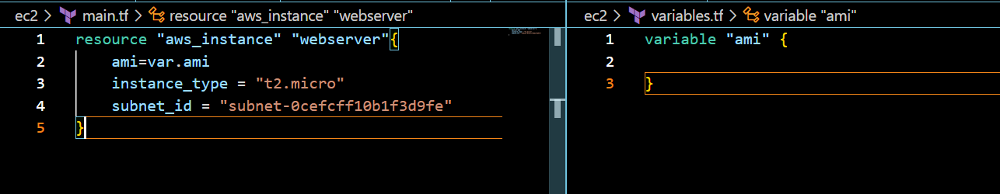 ec2 > main.tf > resource "aws_instance" "webserver"
1 resource "aws_instance" "webserver"{
2     ami=var.ami
3     instance_type = "t2.micro"
4     subnet_id = "subnet-0cefcff10b1f3d9fe"
5 }
ec2 > variables.tf > variable "ami"
1 variable "ami" {
2
3 }